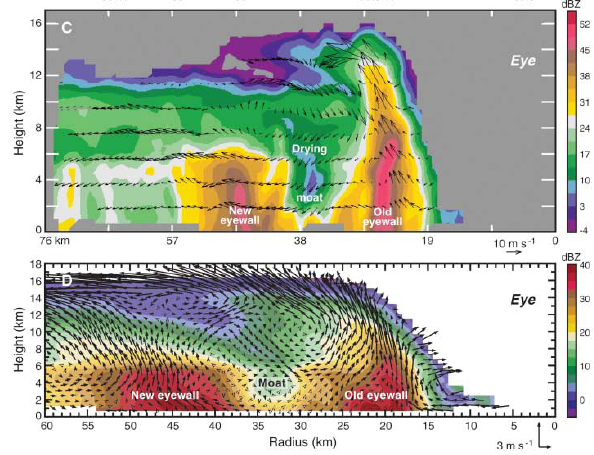 dBZ
C
16
12
8
4
0
Height (km)
Eye
Drying
moat
New
eyewall
Old
eyewall
52
45
38
31
26
24
17
10
3
-4
76 km
57
38
19
0
10 m s⁻¹
dBZ
D
18
16
14
12
10
8
6
4
2
0
Height (km)
Eye
Moat
New eyewall
Old eyewall
40
30
20
10
0
60
55
50
45
40
35
30
25
20
15
10
5
0
Radius (km)
3 m s⁻¹